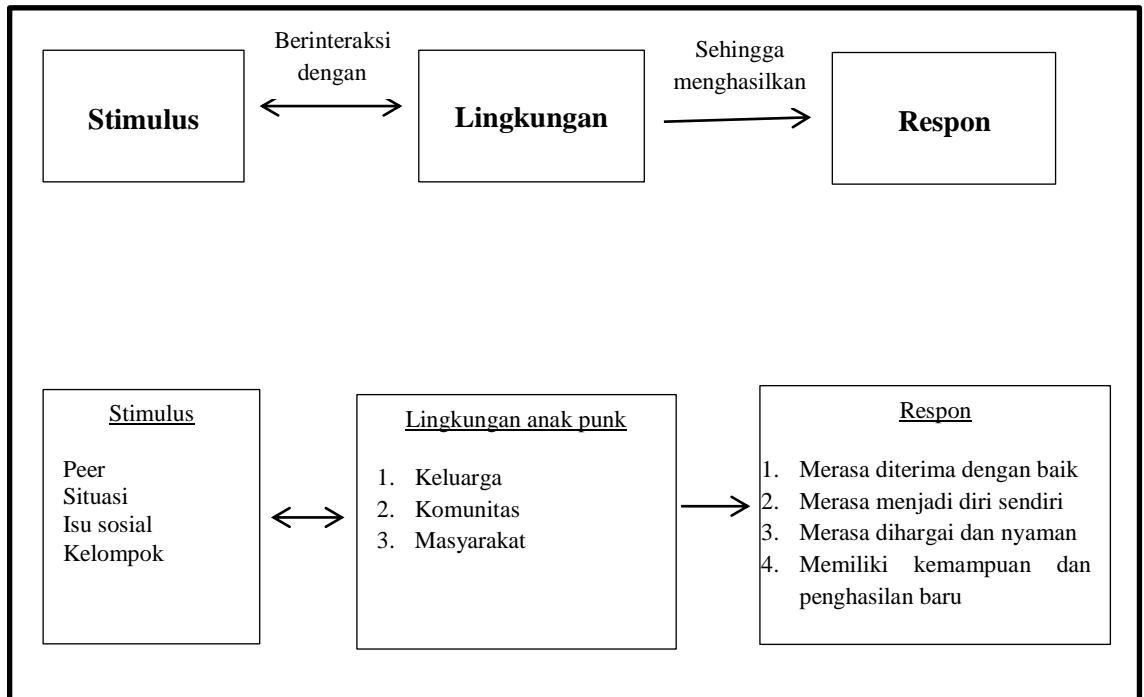 Berinteraksi
dengan
Sehingga
menghasilkan
Stimulus
Lingkungan
Respon
Stimulus
Peer
Situasi
Isu sosial
Kelompok
Lingkungan anak punk
1. Keluarga
2. Komunitas
3. Masyarakat
Respon
1. Merasa diterima dengan baik
2. Merasa menjadi diri sendiri
3. Merasa dihargai dan nyaman
4. Memiliki kemampuan dan
penghasilan baru